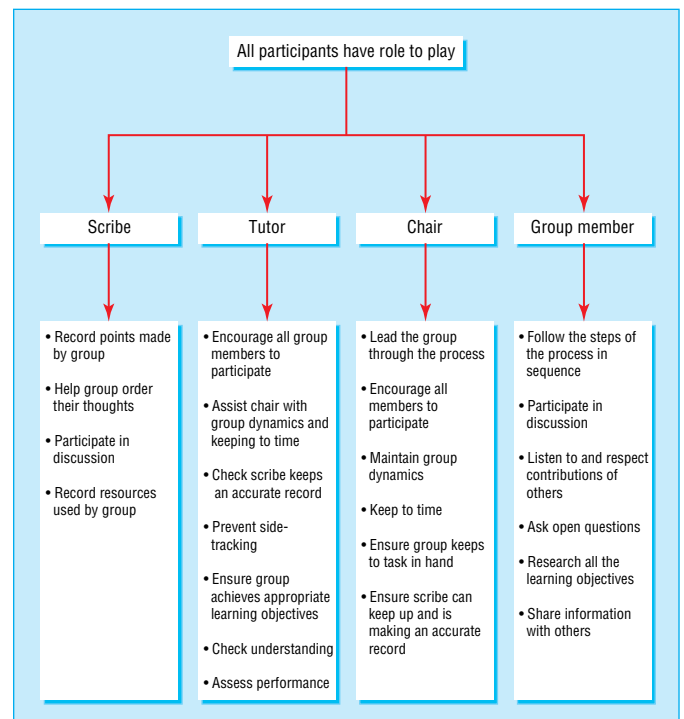 All participants have role to play
Scribe
Tutor
Chair
Group member
• Record points made
by group
• Help group order
their thoughts
• Participate in
discussion
• Record resources
used by group
• Encourage all group
members to
participate
• Assist chair with
group dynamics and
keeping to time
• Check scribe keeps
an accurate record
• Prevent side-
tracking
• Ensure group
achieves appropriate
learning objectives
• Check understanding
• Assess performance
• Lead the group
through the process
• Encourage all
members to
participate
• Maintain group
dynamics
• Keep to time
• Ensure group keeps
to task in hand
• Ensure scribe can
keep up and is
making an accurate
record
• Follow the steps of
the process in
sequence
• Participate in
discussion
• Listen to and respect
contributions of
others
• Ask open questions
• Research all the
learning objectives
• Share information
with others